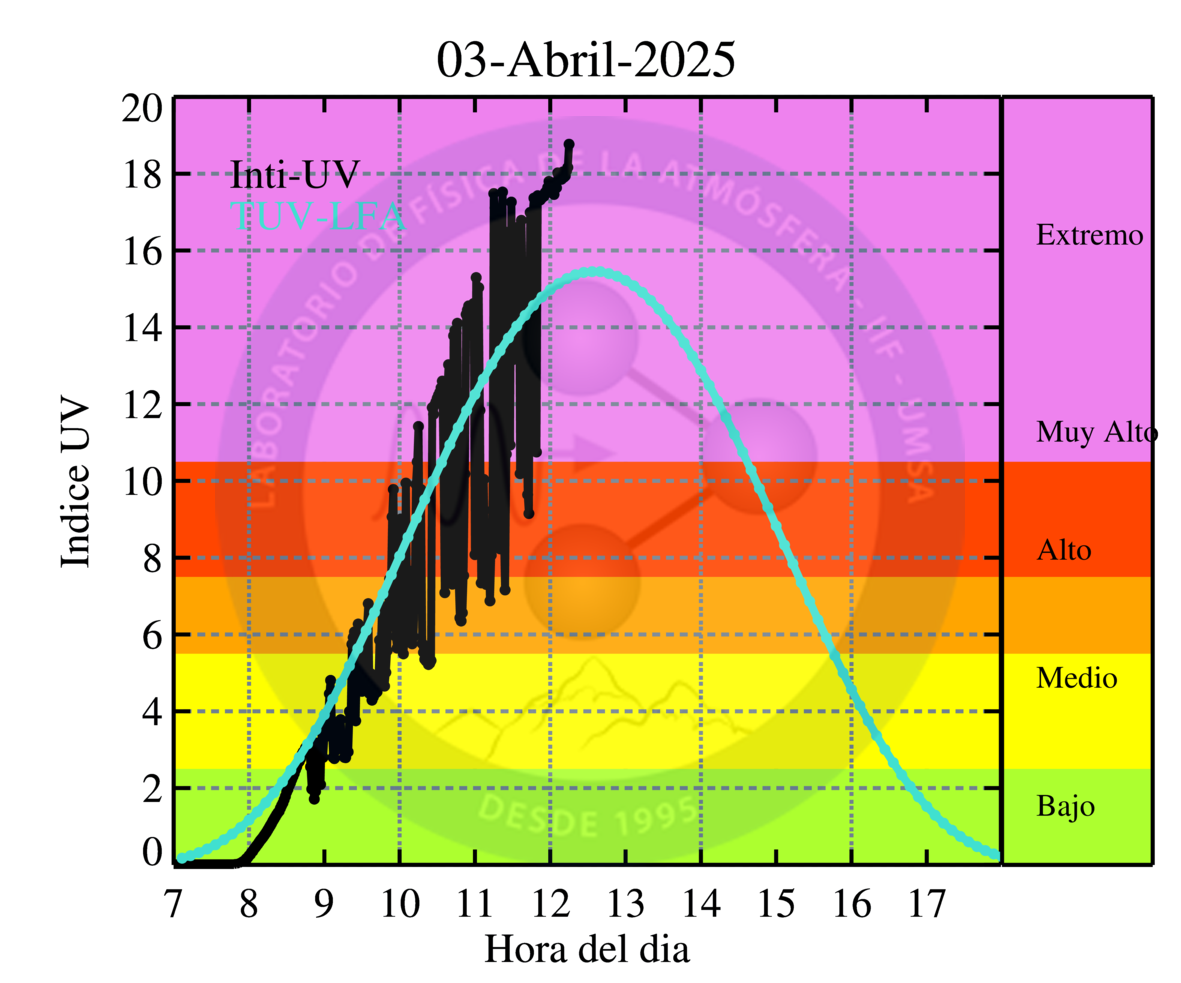 03-Abril-2025
20
18
16
14
12
10
8
6
4
2
0
Indice UV
Inti-UV
TUV-LFA
LABORATORIO DE FÍSICA DE LA ATMÓSFERA - IIF - UMSA
DESDE 1995
Extremo
Muy Alto
Alto
Medio
Bajo
7 8 9 10 11 12 13 14 15 16 17
Hora del dia